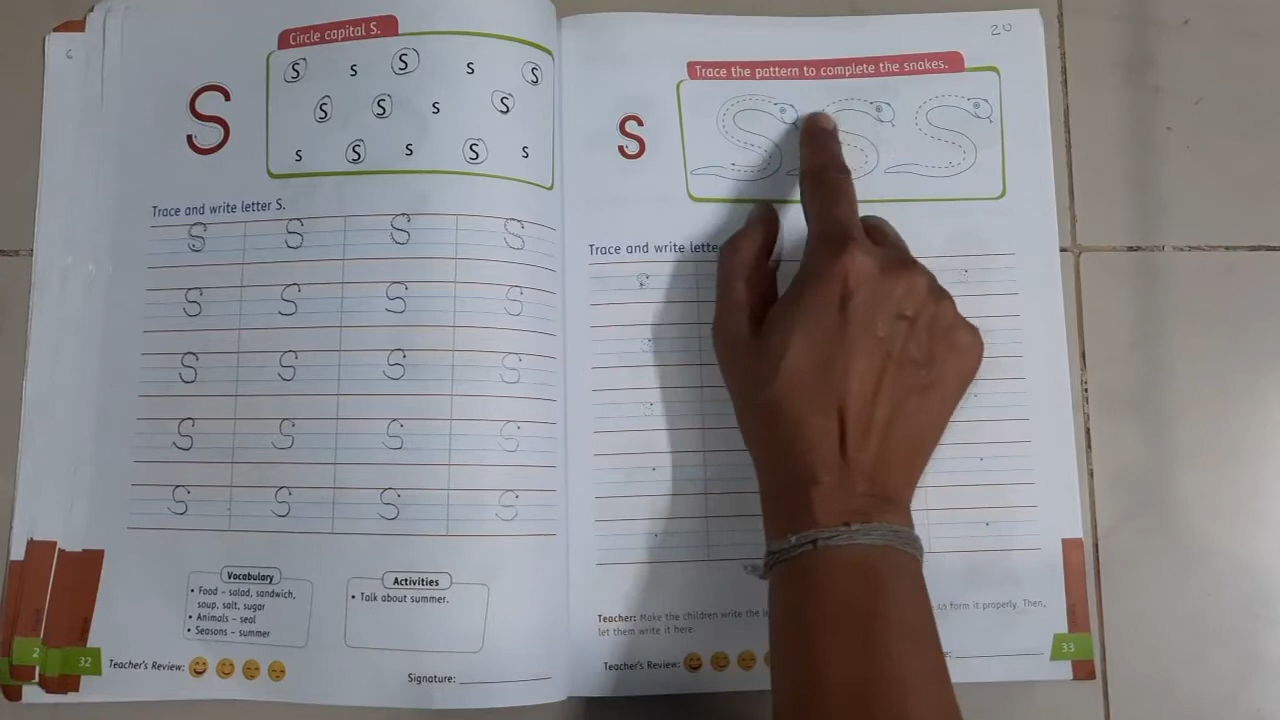 6
Circle capital S.
S s S s S
S S s S
s S s S s
S
Trace and write letter S.
S S S S
S S S S
S S S S
S S S S
S S S S
Vocabulary
• Food – salad, sandwich,
soup, salt, sugar
• Animals – seal
• Seasons – summer
Activities
• Talk about summer.
2
32
Teacher's Review:
Signature:
20
Trace the pattern to complete the snakes.
s
Trace and write
s s
s
s
Teacher: Make the children write the
to form it properly. Then,
let them write it here.
Teacher's Review:
33